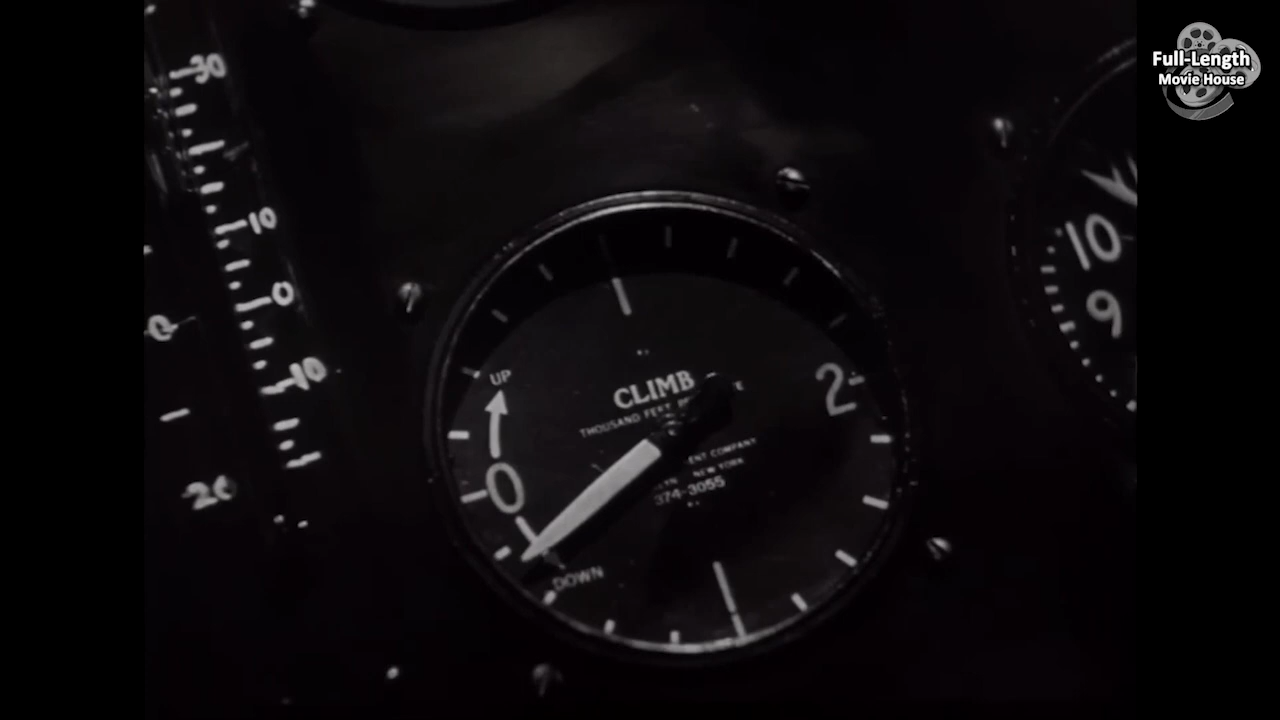 Full-Length
Movie House
30
10
0
10
20
0
10
9
UP
CLIMB
THOUSAND FEET
2
0
COMPANY
NEW YORK
374-3055
DOWN